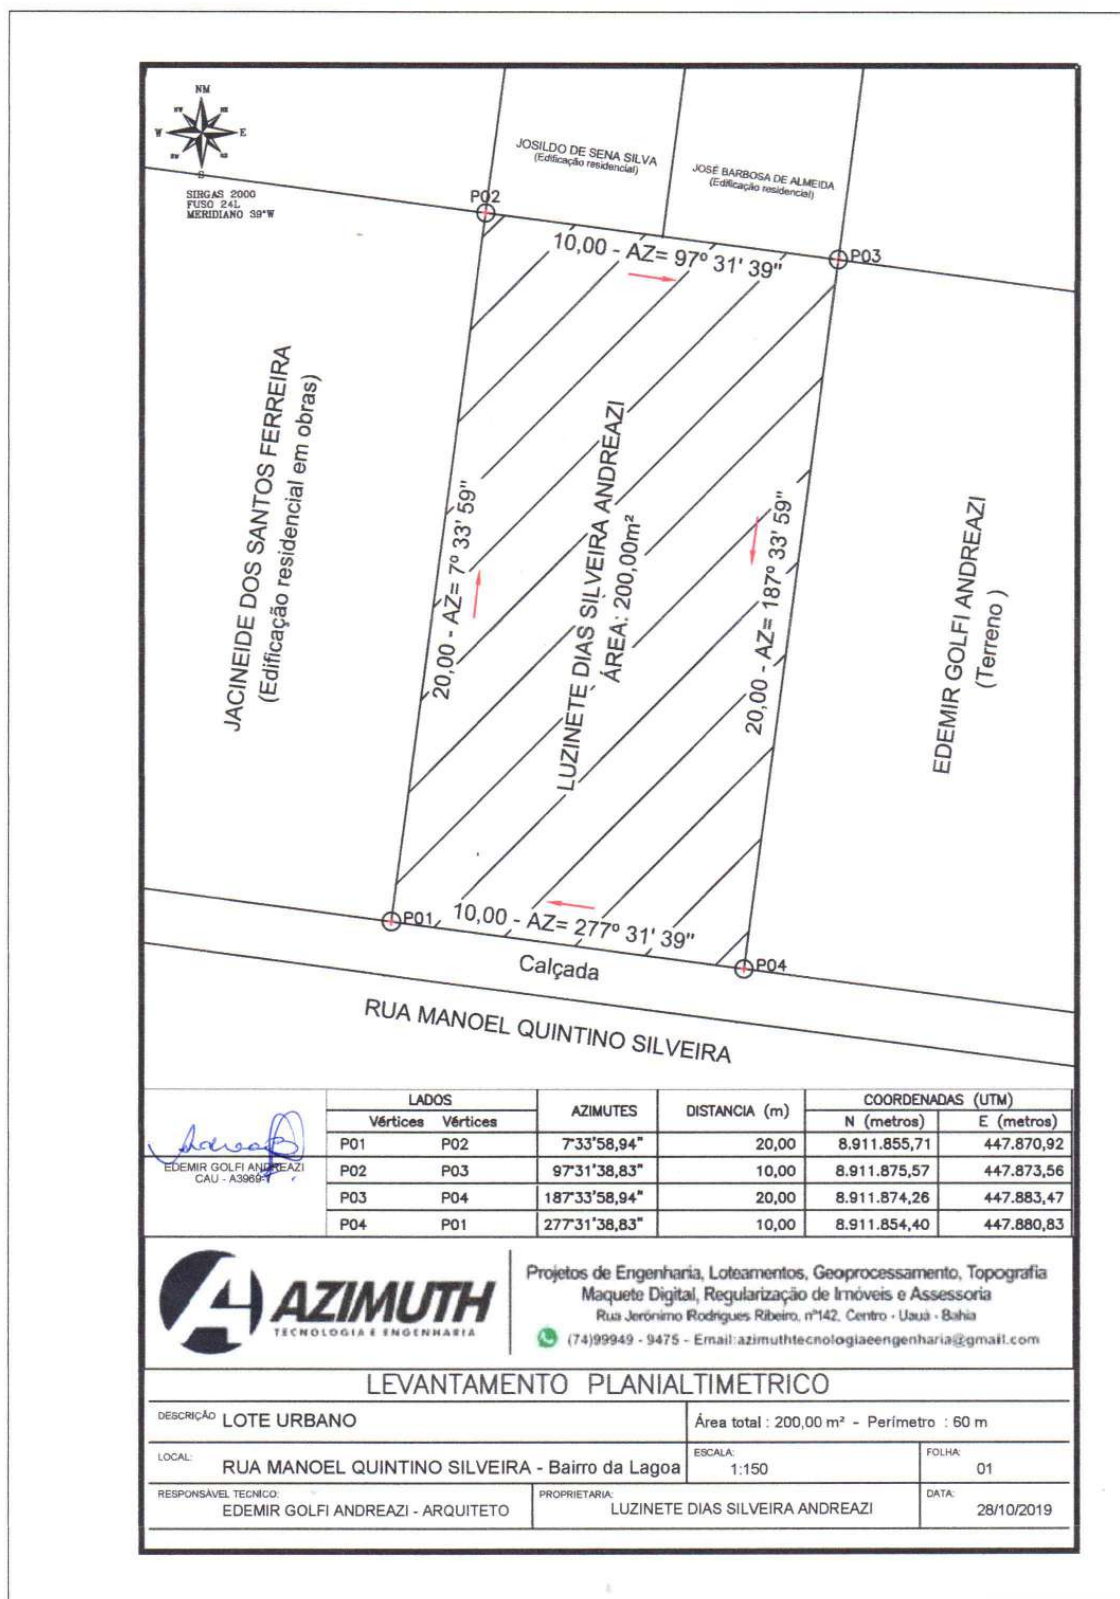 NM
NW
NE
W
E
SW
SE
S
SIRGAS 2000
FUSO 24L
MERIDIANO 39°W
JOSILDO DE SENA SILVA
(Edificação residencial)
JOSÉ BARBOSA DE ALMEIDA
(Edificação residencial)
P02
P03
10,00 - AZ= 97º 31' 39"
JACINEIDE DOS SANTOS FERREIRA
(Edificação residencial em obras)
20,00 - AZ= 7º 33' 59"
LUZINETE DIAS SILVEIRA ANDREAZI
ÁREA: 200,00m²
20,00 - AZ= 187º 33' 59"
EDEMIR GOLFI ANDREAZI
(Terreno )
P01
10,00 - AZ= 277º 31' 39"
P04
Calçada
RUA MANOEL QUINTINO SILVEIRA
LADOS AZIMUTES DISTANCIA (m) COORDENADAS (UTM)
Vértices Vértices N (metros) E (metros)
P01 P02 7°33'58,94" 20,00 8.911.855,71 447.870,92
P02 P03 97°31'38,83" 10,00 8.911.875,57 447.873,56
P03 P04 187°33'58,94" 20,00 8.911.874,26 447.883,47
P04 P01 277°31'38,83" 10,00 8.911.854,40 447.880,83
EDEMIR GOLFI ANDREAZI
CAU - A3969
AZIMUTH
TECNOLOGIA E ENGENHARIA
Projetos de Engenharia, Loteamentos, Geoprocessamento, Topografia
Maquete Digital, Regularização de Imóveis e Assessoria
Rua Jerônimo Rodrigues Ribeiro, nº142, Centro - Uauá - Bahia
(74)99949 - 9475 - Email:azimuthtecnologiaeengenharia@gmail.com
LEVANTAMENTO PLANIALTIMETRICO
DESCRIÇÃO LOTE URBANO
Área total : 200,00 m² - Perímetro : 60 m
LOCAL: RUA MANOEL QUINTINO SILVEIRA - Bairro da Lagoa
ESCALA: 1:150
FOLHA: 01
RESPONSÁVEL TECNICO: EDEMIR GOLFI ANDREAZI - ARQUITETO
PROPRIETARIA: LUZINETE DIAS SILVEIRA ANDREAZI
DATA: 28/10/2019